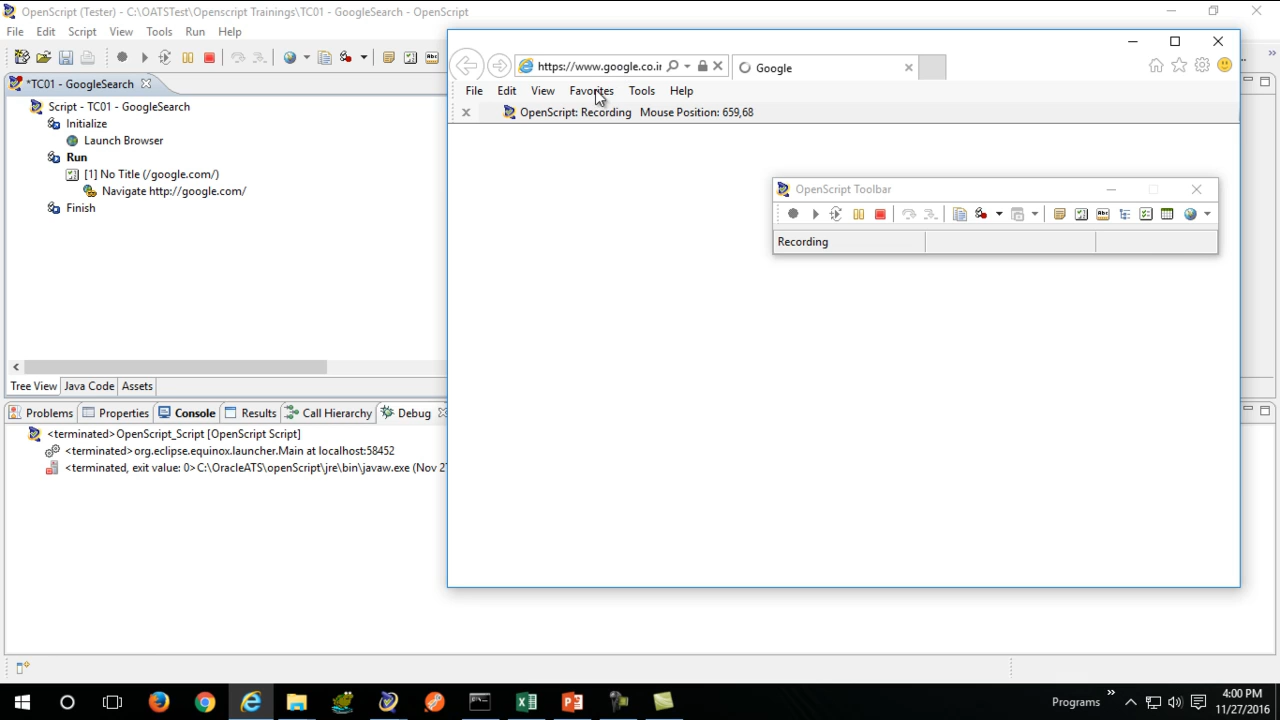 OpenScript (Tester) - C:\OATSTest\Openscript Trainings\TC01 - GoogleSearch - OpenScript
File Edit Script View Tools Run Help
*TC01 - GoogleSearch
Script - TC01 - GoogleSearch
Initialize
Launch Browser
Run
[1] No Title (/google.com/)
Navigate http://google.com/
Finish
Tree View Java Code Assets
https://www.google.co.in
Google
File Edit View Favorites Tools Help
OpenScript: Recording Mouse Position: 659,68
OpenScript Toolbar
Abc
Recording
Problems Properties Console Results Call Hierarchy Debug
<terminated>OpenScript_Script [OpenScript Script]
<terminated>org.eclipse.equinox.launcher.Main at localhost:58452
<terminated, exit value: 0>C:\OracleATS\openScript\jre\bin\javaw.exe (Nov 2
Programs
4:00 PM
11/27/2016